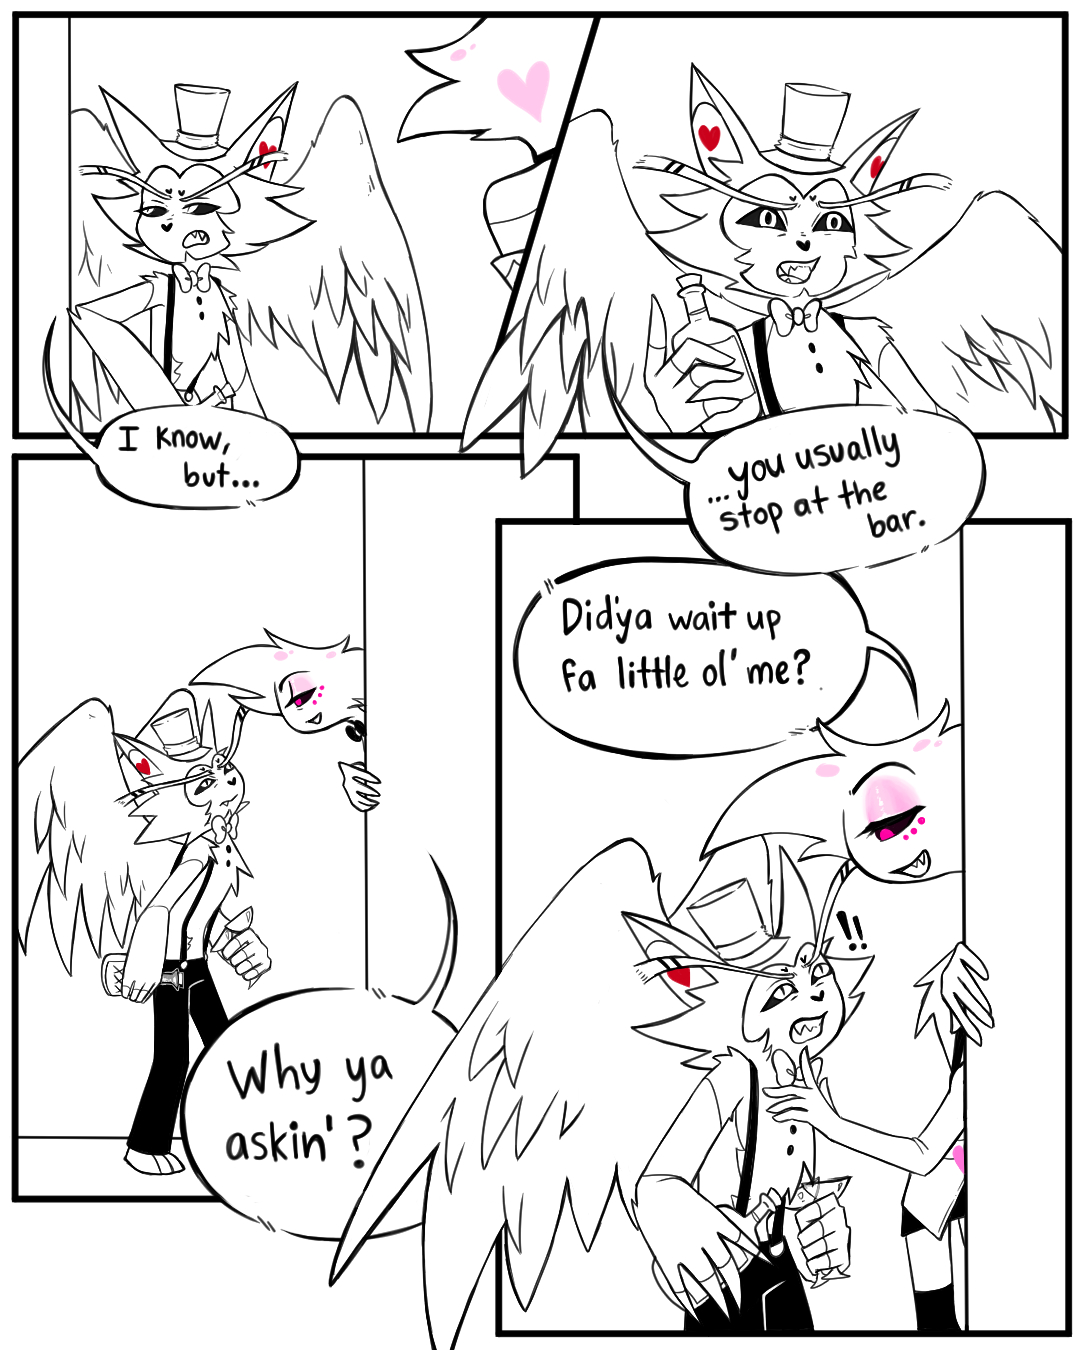 I know,
but...
...you usually
stop at the
bar.
Why ya
askin'?
Did'ya wait up
fa little ol' me?
!!